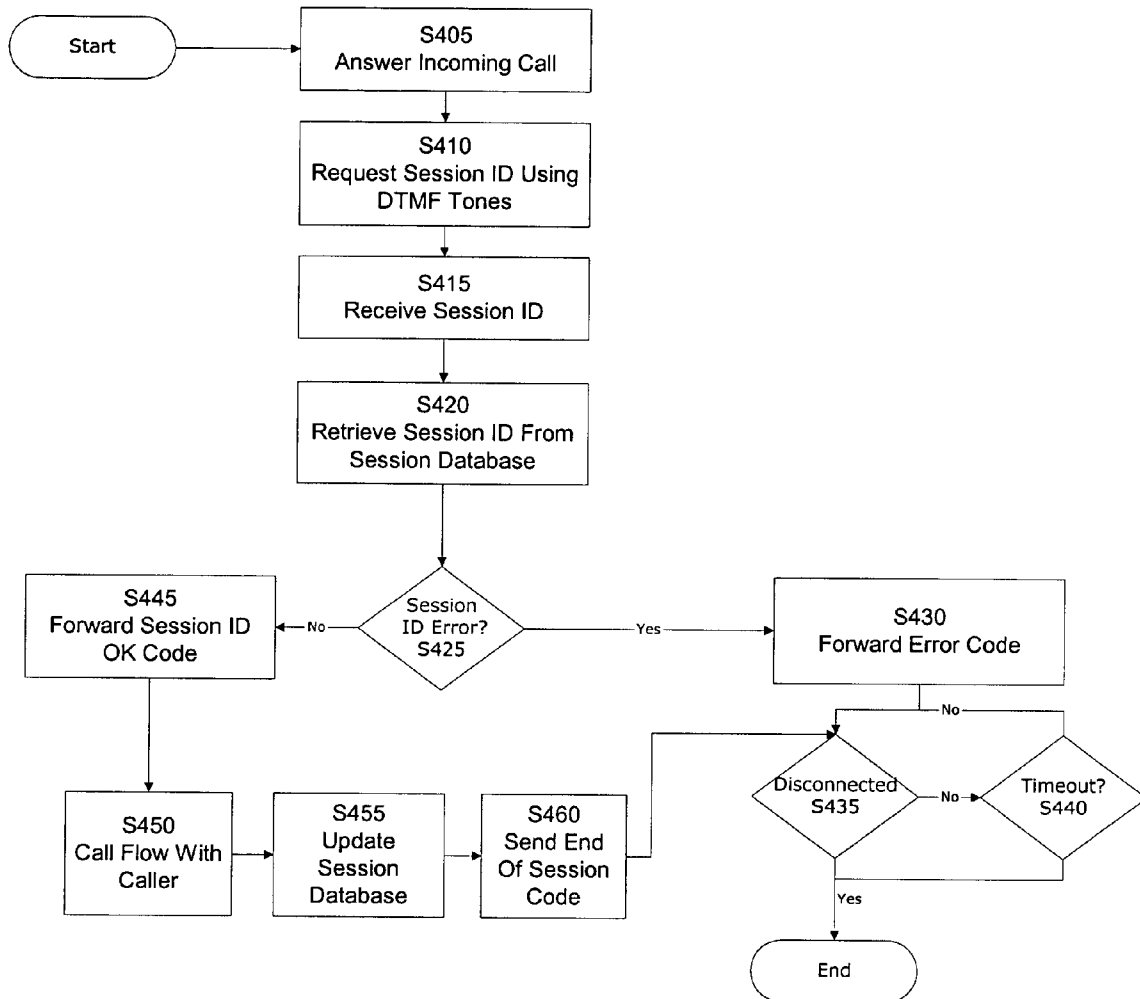 Start
S405
Answer Incoming Call
S410
Request Session ID Using
DTMF Tones
S415
Receive Session ID
S420
Retrieve Session ID From
Session Database
S445
Forward Session ID
OK Code
No
Session
ID Error?
S425
Yes
S430
Forward Error Code
No
Disconnected
S435
No
Timeout?
S440
S450
Call Flow With
Caller
S455
Update
Session
Database
S460
Send End
Of Session
Code
Yes
End